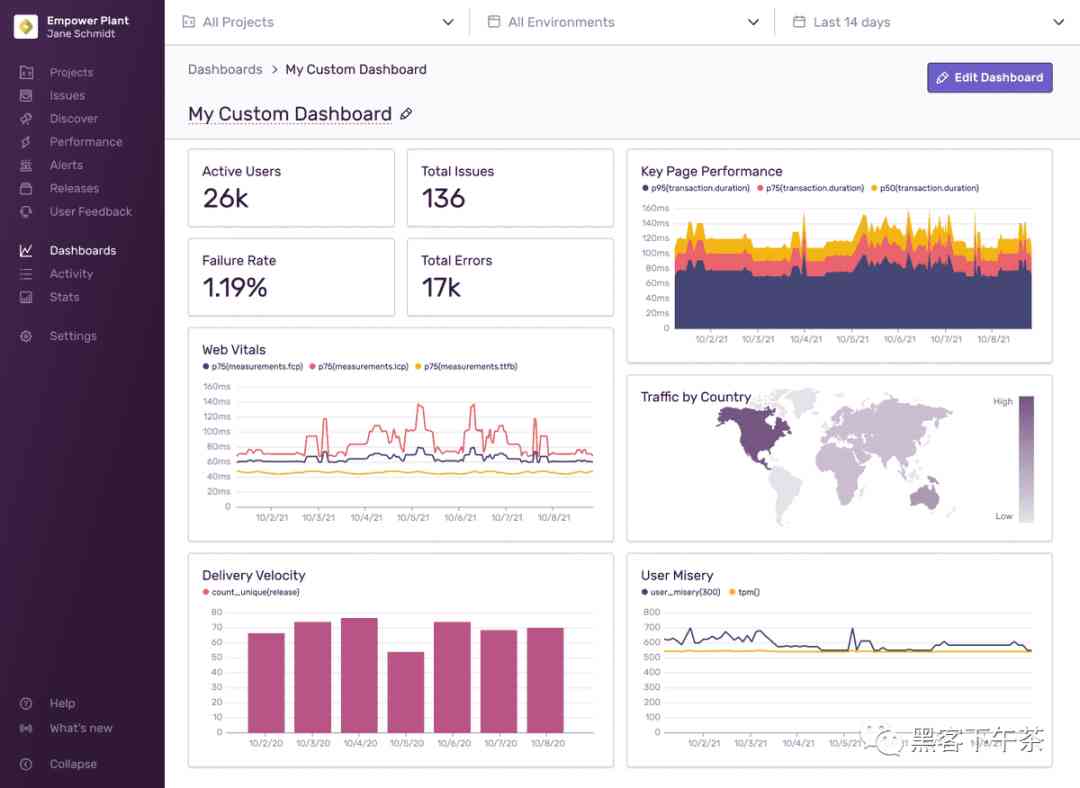 Empower Plant
Jane Schmidt
Projects
Issues
Discover
Performance
Alerts
Releases
User Feedback
Dashboards
Activity
Stats
Settings
Help
What's new
Collapse
All Projects
All Environments
Last 14 days
Dashboards > My Custom Dashboard
Edit Dashboard
My Custom Dashboard
Active Users
26k
Total Issues
136
Failure Rate
1.19%
Total Errors
17k
Key Page Performance
p95(transaction.duration) p75(transaction.duration) p50(transaction.duration)
160ms
140ms
120ms
100ms
80ms
60ms
40ms
20ms
0
10/2/21 10/3/21 10/4/21 10/5/21 10/6/21 10/7/21 10/8/21
Web Vitals
p75(measurements.fcp) p75(measurements.lcp) p75(measurements.ttfb)
160ms
140ms
120ms
100ms
80ms
60ms
40ms
20ms
0
10/2/21 10/3/21 10/4/21 10/5/21 10/6/21 10/7/21 10/8/21
Traffic by Country
High
Low
Delivery Velocity
count_unique(release)
80
70
60
50
40
30
20
10
0
10/2/20 10/3/20 10/4/20 10/5/20 10/6/20 10/7/20 10/8/20
User Misery
user_misary(300) tpm()
800
700
600
500
400
300
200
100
0
10/2/21 10/3/21 10/4/21 10/5/21
黑客下午茶